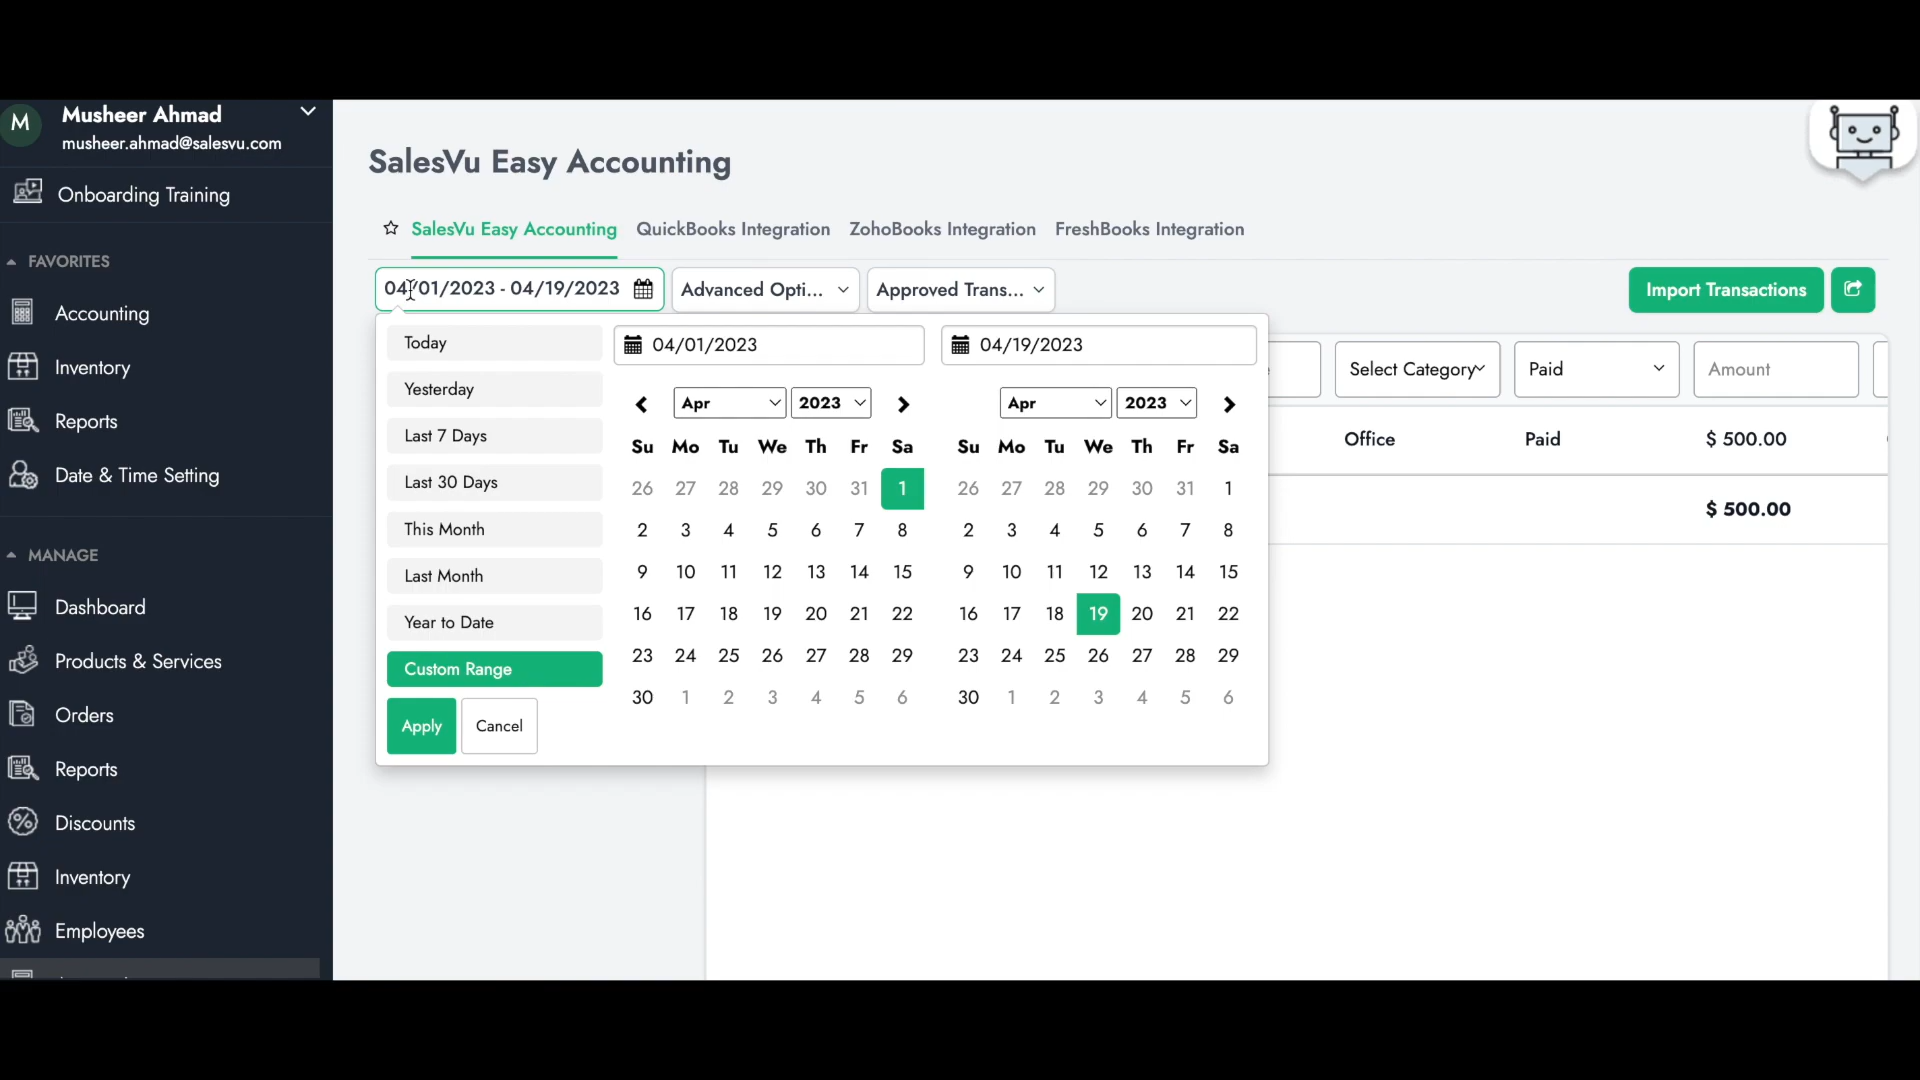 M
Musheer Ahmad
musheer.ahmad@salesvu.com
Onboarding Training
FAVORITES
Accounting
Inventory
Reports
Date & Time Setting
MANAGE
Dashboard
Products & Services
Orders
Reports
Discounts
Inventory
Employees
SalesVu Easy Accounting
SalesVu Easy Accounting QuickBooks Integration ZohoBooks Integration FreshBooks Integration
04/01/2023 - 04/19/2023 Advanced Opti... Approved Trans... Import Transactions
Today
Yesterday
Last 7 Days
Last 30 Days
This Month
Last Month
Year to Date
Custom Range
Apply Cancel
04/01/2023
Apr 2023
Su Mo Tu We Th Fr Sa
26 27 28 29 30 31 1
2 3 4 5 6 7 8
9 10 11 12 13 14 15
16 17 18 19 20 21 22
23 24 25 26 27 28 29
30 1 2 3 4 5 6
04/19/2023
Apr 2023
Su Mo Tu We Th Fr Sa
26 27 28 29 30 31 1
2 3 4 5 6 7 8
9 10 11 12 13 14 15
16 17 18 19 20 21 22
23 24 25 26 27 28 29
30 1 2 3 4 5 6
Select Category Paid Amount
Office Paid $ 500.00
$ 500.00